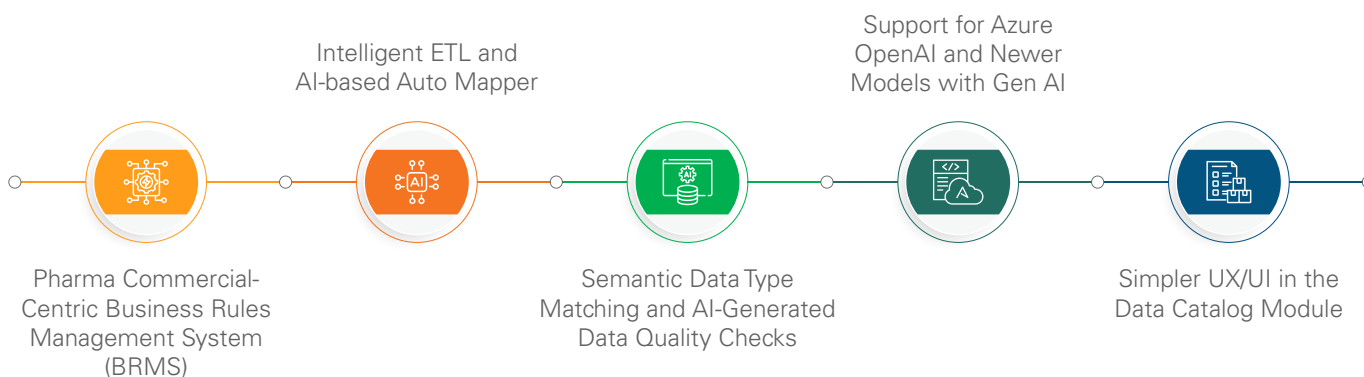 Pharma Commercial-
Centric Business Rules
Management System
(BRMS)
Intelligent ETL and
AI-based Auto Mapper
AI
Semantic Data Type
Matching and AI-Generated
Data Quality Checks
AI
Support for Azure
OpenAI and Newer
Models with Gen AI
</>
Simpler UX/UI in the
Data Catalog Module